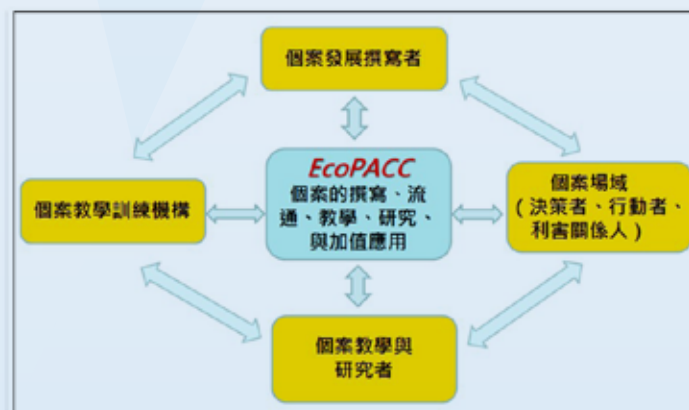 個案發展撰寫者
EcoPACC
個案的撰寫、流
通、教學、研究、
與加值應用
個案教學訓練機構
個案場域
(決策者、行動者、
利害關係人)
個案教學與
研究者